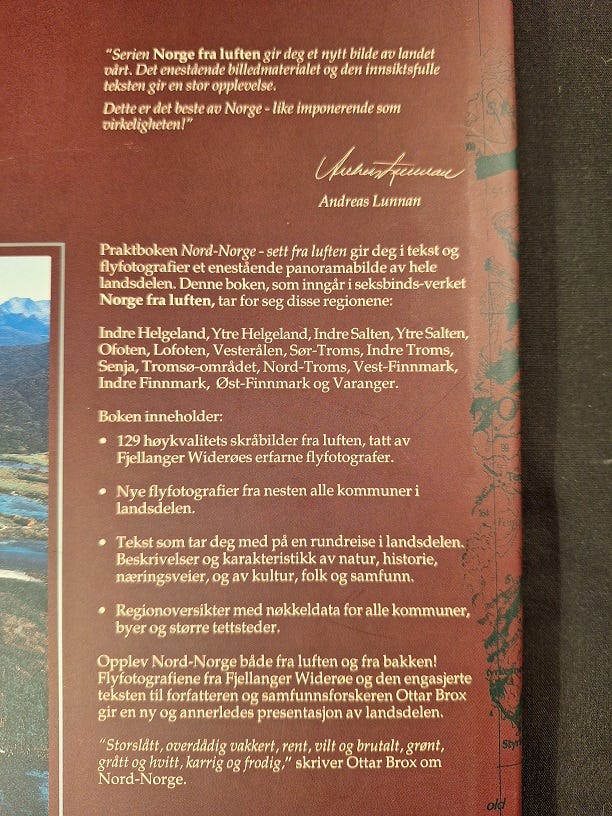 "Serien Norge fra luften gir deg et nytt bilde av landet
vårt. Det enestående billedmaterialet og den innsiktsfulle
teksten gir en stor opplevelse.
Dette er det beste av Norge - like imponerende som
virkeligheten!"
Andreas Lunnan
Andreas Lunnan
Praktboken Nord-Norge - sett fra luften gir deg i tekst og
flyfotografier et enestående panoramabilde av hele
landsdelen. Denne boken, som inngår i seksbinds-verket
Norge fra luften, tar for seg disse regionene:
Indre Helgeland, Ytre Helgeland, Indre Salten, Ytre Salten,
Ofoten, Lofoten, Vesterålen, Sør-Troms, Indre Troms,
Senja, Tromsø-området, Nord-Troms, Vest-Finnmark,
Indre Finnmark, Øst-Finnmark og Varanger.
Boken inneholder:
• 129 høykvalitets skråbilder fra luften, tatt av
Fjellanger Widerøes erfarne flyfotografer.
• Nye flyfotografier fra nesten alle kommuner i
landsdelen.
• Tekst som tar deg med på en rundreise i landsdelen.
Beskrivelser og karakteristikk av natur, historie,
næringsveier, og av kultur, folk og samfunn.
• Regionoversikter med nøkkeldata for alle kommuner,
byer og større tettsteder.
Opplev Nord-Norge både fra luften og fra bakken!
Flyfotografiene fra Fjellanger Widerøe og den engasjerte
teksten til forfatteren og samfunnsforskeren Ottar Brox
gir en ny og annerledes presentasjon av landsdelen.
"Storslått, overdådig vakkert, rent, vilt og brutalt, grønt,
grått og hvitt, karrig og frodig," skriver Ottar Brox om
Nord-Norge.
old